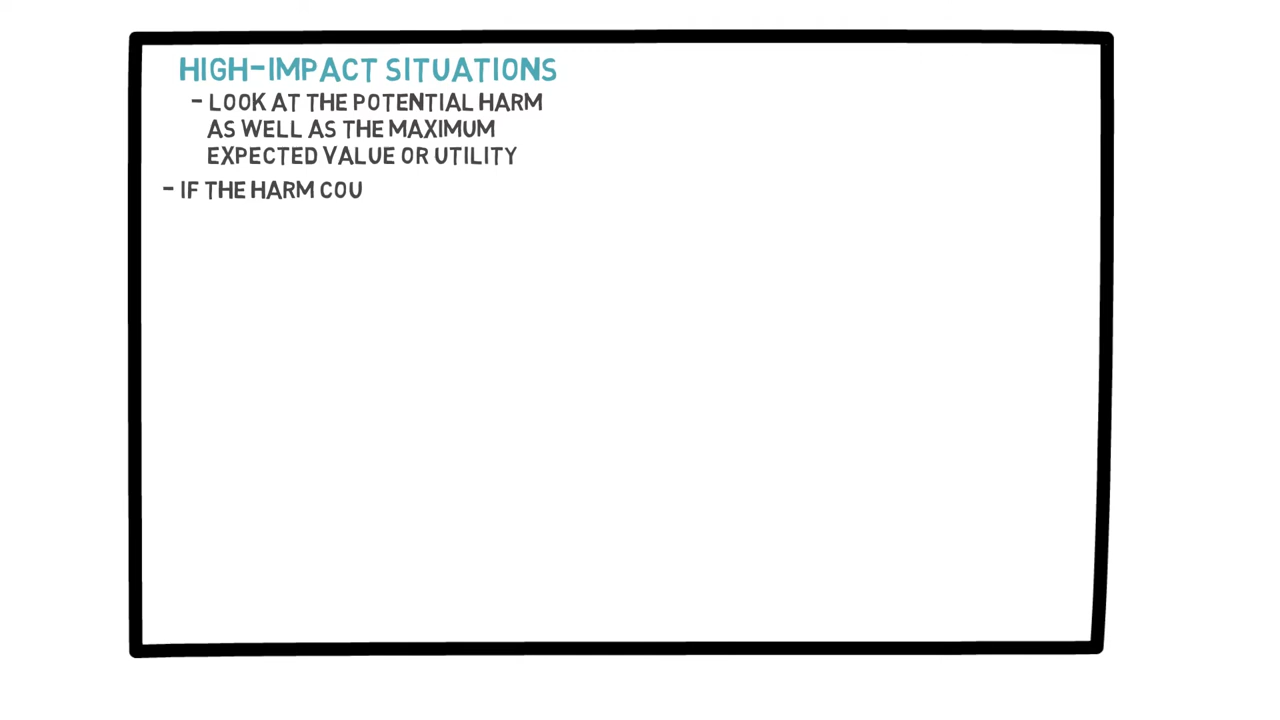 HIGH-IMPACT SITUATIONS
- LOOK AT THE POTENTIAL HARM
AS WELL AS THE MAXIMUM
EXPECTED VALUE OR UTILITY
- IF THE HARM COU